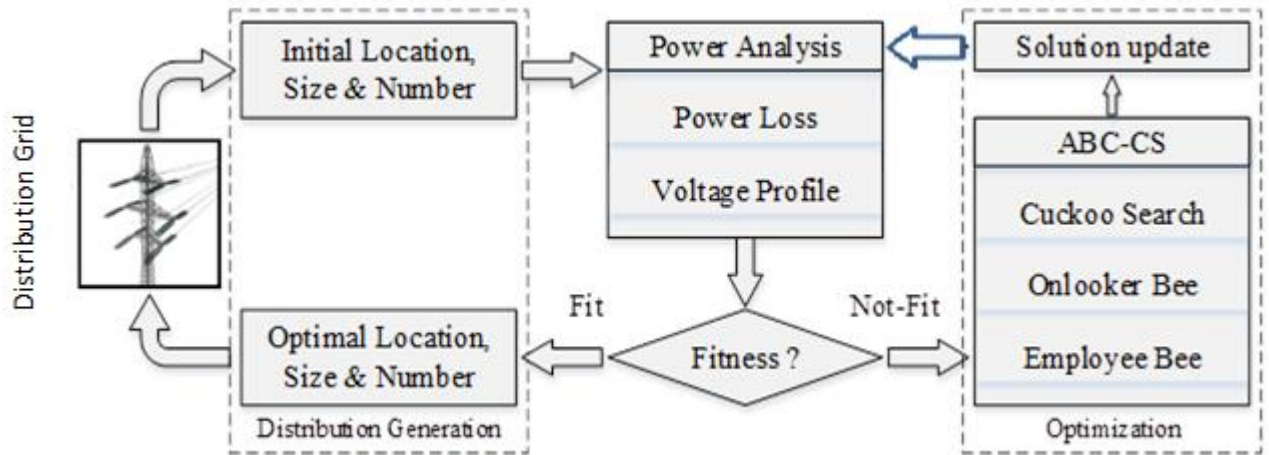 Distribution Grid
Initial Location,
Size & Number
Optimal Location,
Size & Number
Distribution Generation
Power Analysis
Power Loss
Voltage Profile
Fit
Fitness ?
Not-Fit
Solution update
ABC-CS
Cuckoo Search
Onlooker Bee
Employee Bee
Optimization